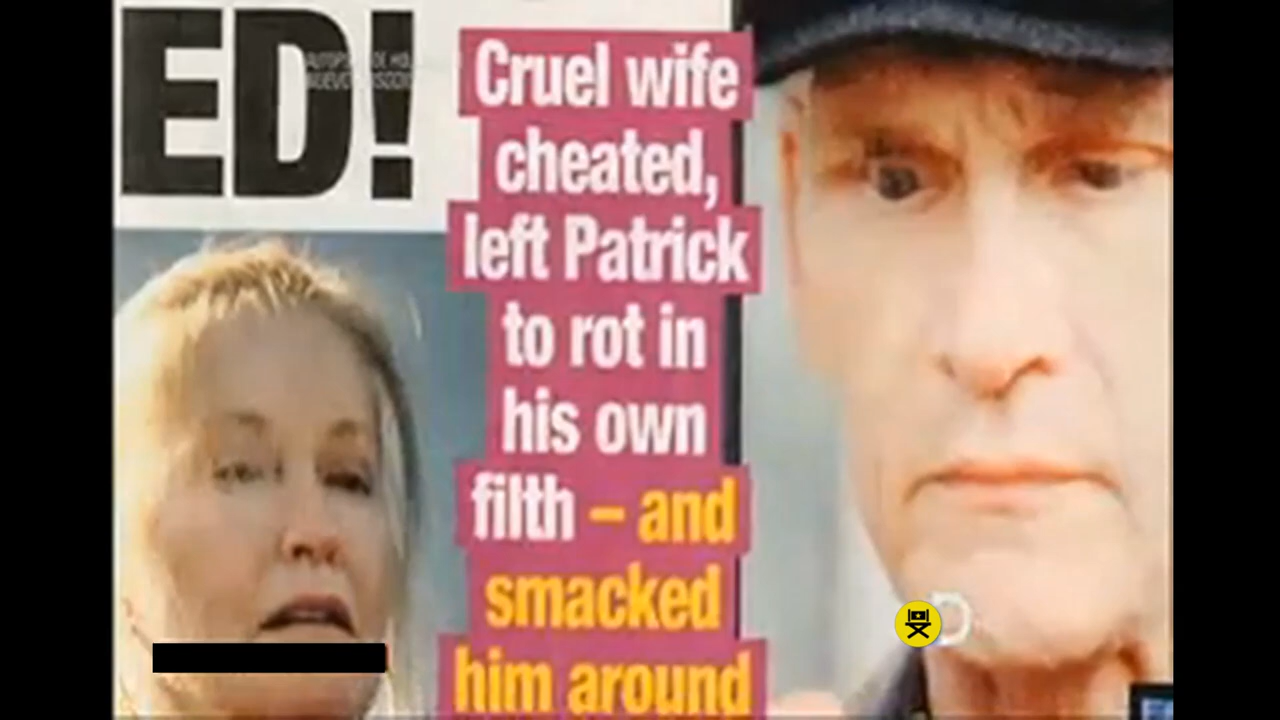 ED!
Cruel wife
cheated,
left Patrick
to rot in
his own
filth – and
smacked
him around